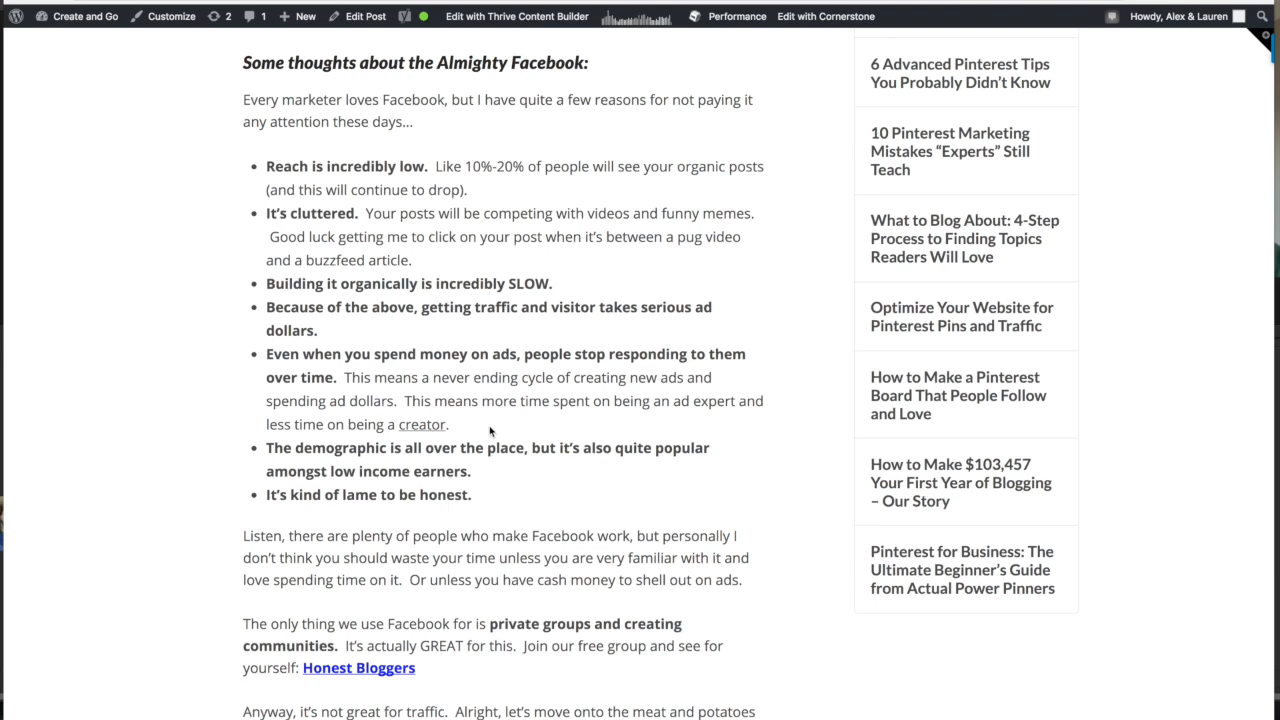 Create and Go
Customize
2
1
New
Edit Post
Edit with Thrive Content Builder
Performance
Edit with Cornerstone
Howdy, Alex & Lauren
Some thoughts about the Almighty Facebook:
Every marketer loves Facebook, but I have quite a few reasons for not paying it
any attention these days...
• Reach is incredibly low.  Like 10%-20% of people will see your organic posts
(and this will continue to drop).
• It's cluttered.  Your posts will be competing with videos and funny memes.
Good luck getting me to click on your post when it's between a pug video
and a buzzfeed article.
• Building it organically is incredibly SLOW.
• Because of the above, getting traffic and visitor takes serious ad
dollars.
• Even when you spend money on ads, people stop responding to them
over time.  This means a never ending cycle of creating new ads and
spending ad dollars.  This means more time spent on being an ad expert and
less time on being a creator.
• The demographic is all over the place, but it's also quite popular
amongst low income earners.
• It's kind of lame to be honest.
Listen, there are plenty of people who make Facebook work, but personally I
don't think you should waste your time unless you are very familiar with it and
love spending time on it.  Or unless you have cash money to shell out on ads.
The only thing we use Facebook for is private groups and creating
communities.  It's actually GREAT for this.  Join our free group and see for
yourself: Honest Bloggers
Anyway, it's not great for traffic.  Alright, let's move onto the meat and potatoes
6 Advanced Pinterest Tips
You Probably Didn't Know
10 Pinterest Marketing
Mistakes "Experts" Still
Teach
What to Blog About: 4-Step
Process to Finding Topics
Readers Will Love
Optimize Your Website for
Pinterest Pins and Traffic
How to Make a Pinterest
Board That People Follow
and Love
How to Make $103,457
Your First Year of Blogging
– Our Story
Pinterest for Business: The
Ultimate Beginner's Guide
from Actual Power Pinners